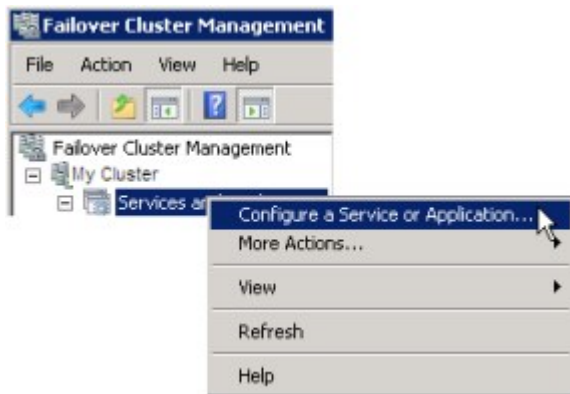 Failover Cluster Management
File Action View Help
Failover Cluster Management
My Cluster
Services
Configure a Service or Application...
More Actions...
View
Refresh
Help